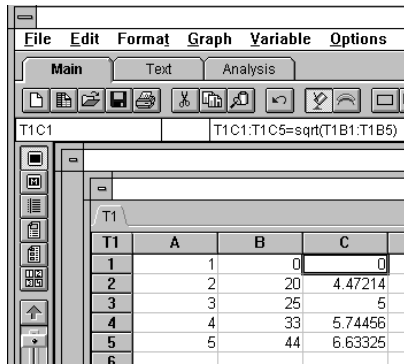 File Edit Format Graph Variable Options
Main Text Analysis
T1C1 T1C1:T1C5=sqrt(T1B1:T1B5)
T1
T1 A B C
1 1 0 0
2 2 20 4.47214
3 3 25 5
4 4 33 5.74456
5 5 44 6.63325
6